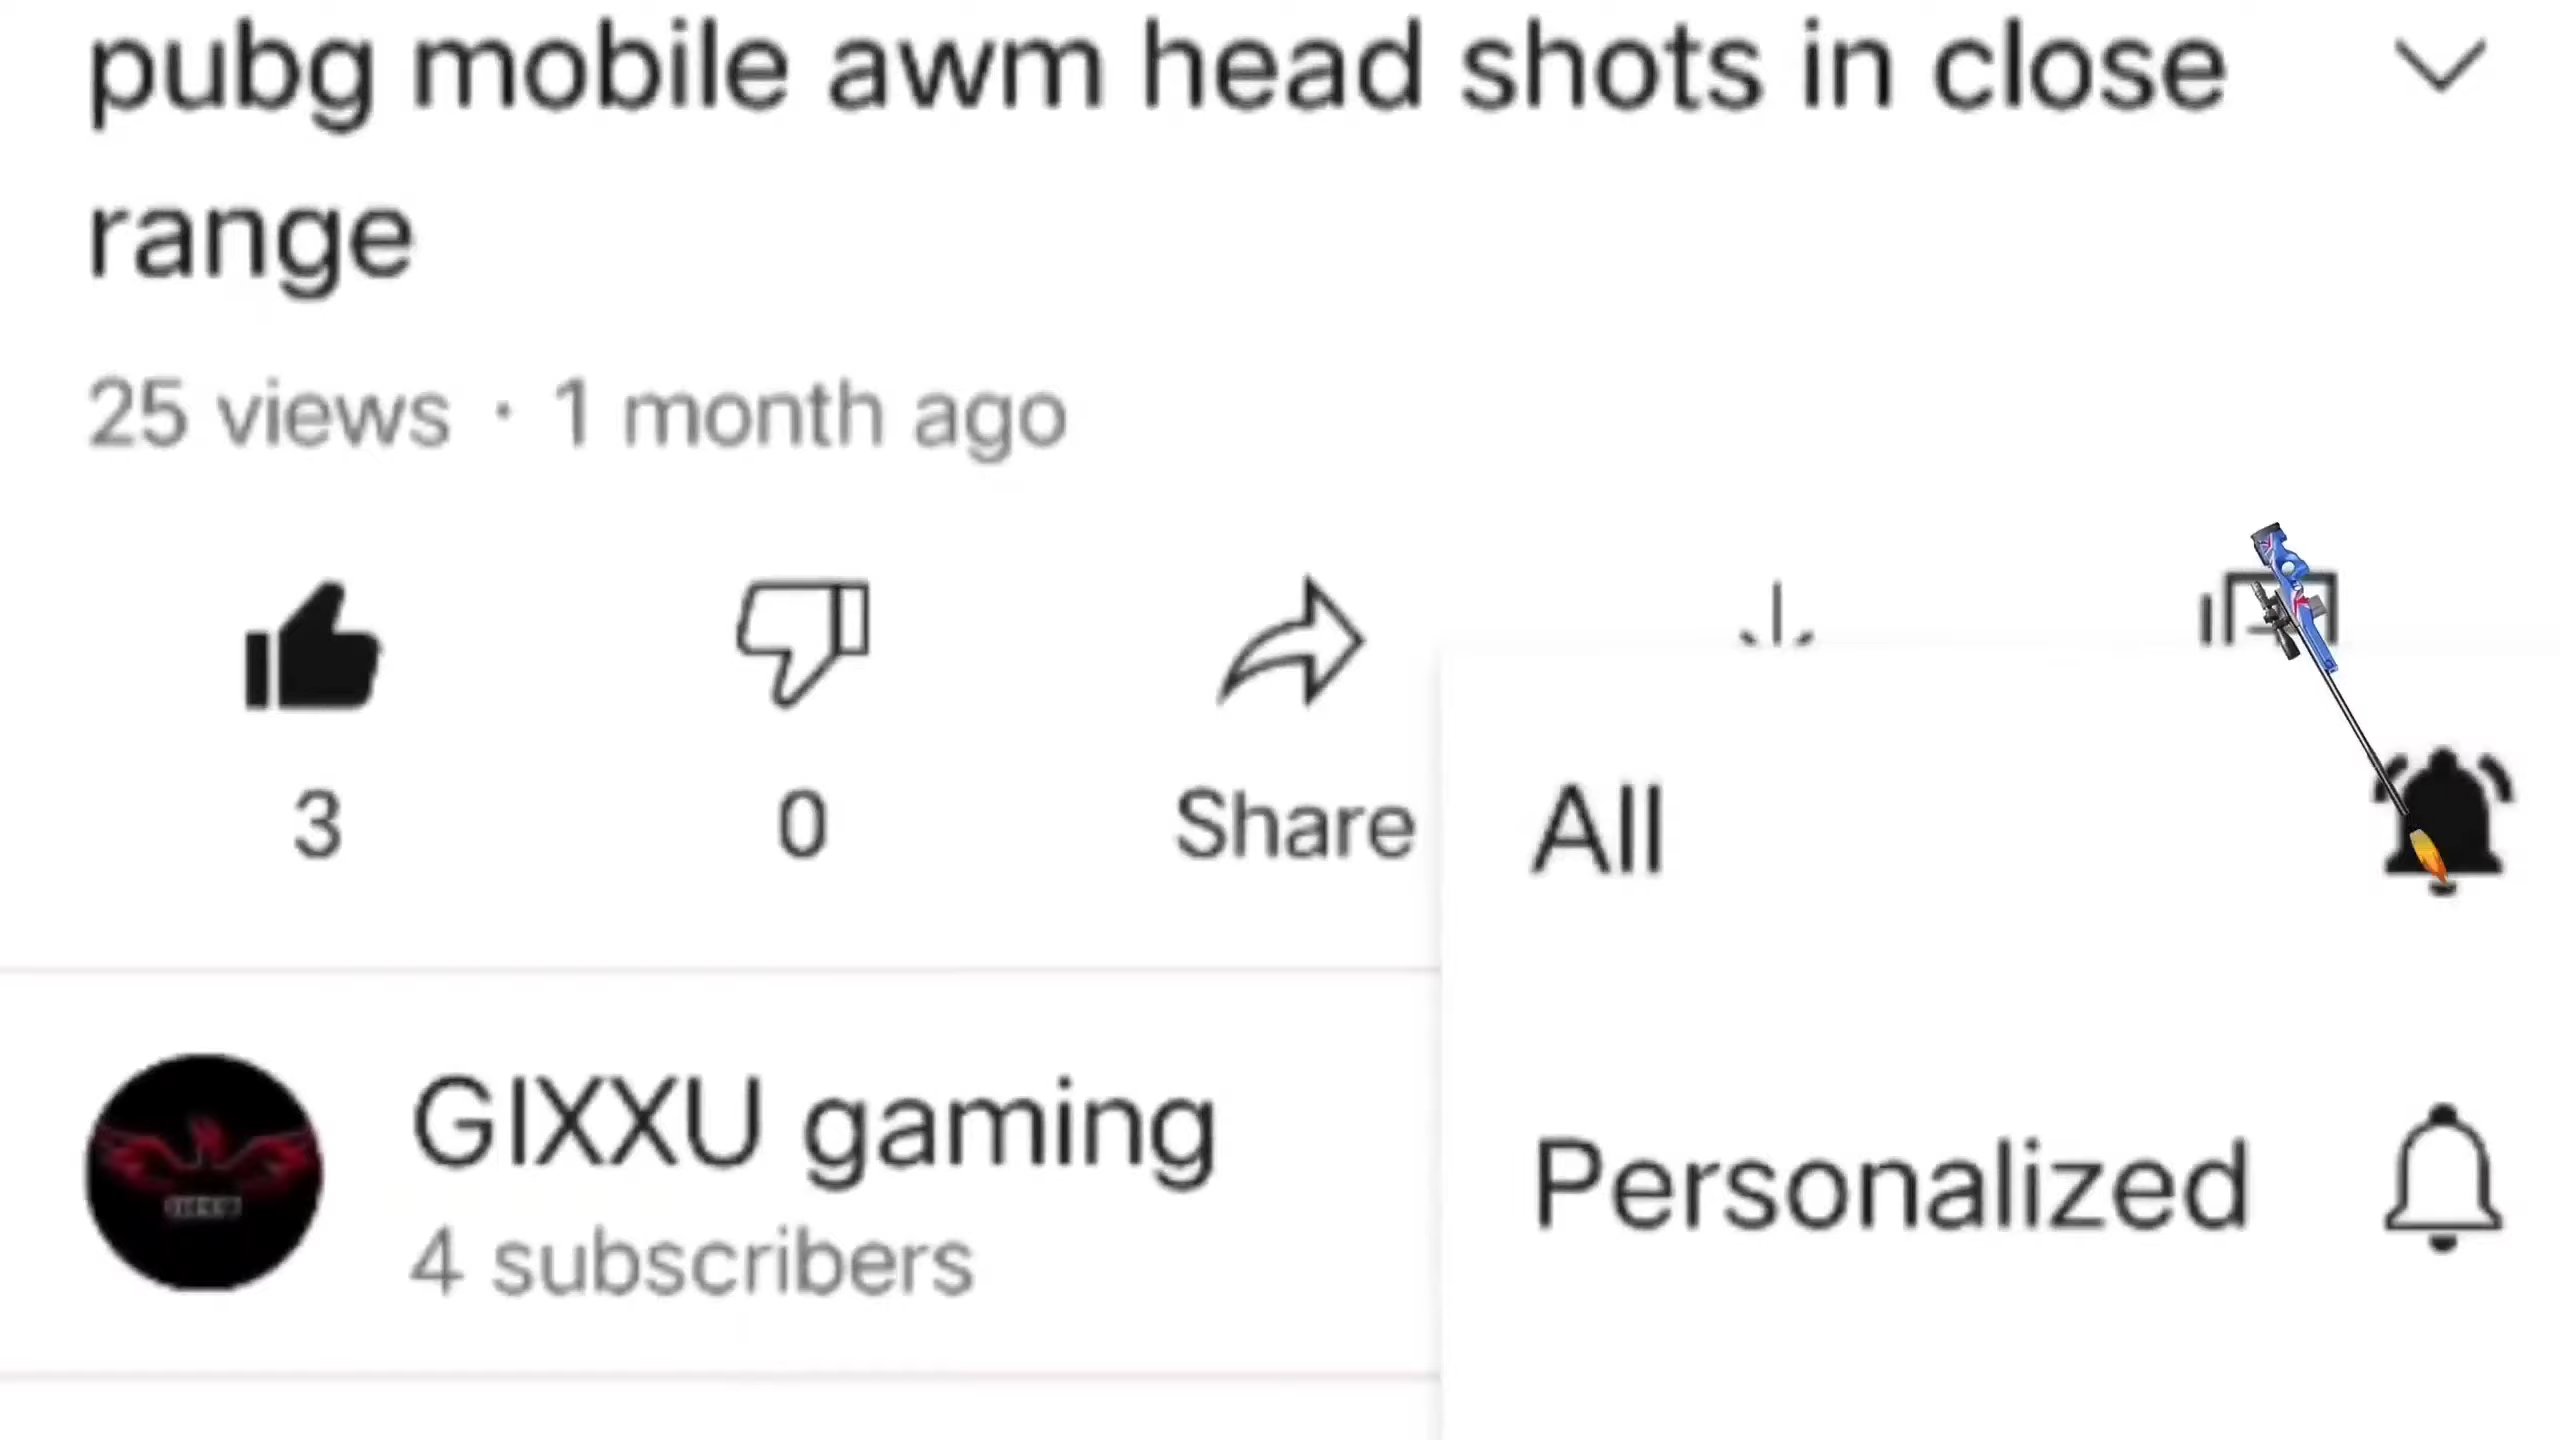 pubg mobile awm head shots in close
range
25 views · 1 month ago
3
0
Share
All
GIXXU gaming
4 subscribers
Personalized